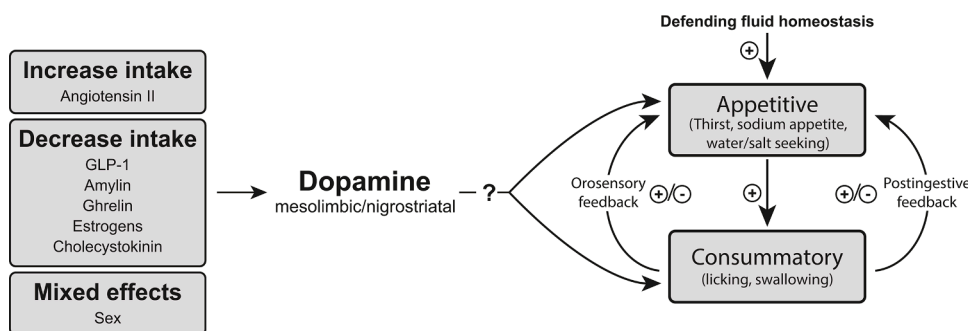 Increase intake
Angiotensin II
Decrease intake
GLP-1
Amylin
Ghrelin
Estrogens
Cholecystokinin
Mixed effects
Sex
Dopamine
mesolimbic/nigrostriatal
?
Defending fluid homeostasis
+
Appetitive
(Thirst, sodium appetite,
water/salt seeking)
Orosensory
feedback
+/-
+
+/-
Postingestive
feedback
Consummatory
(licking, swallowing)